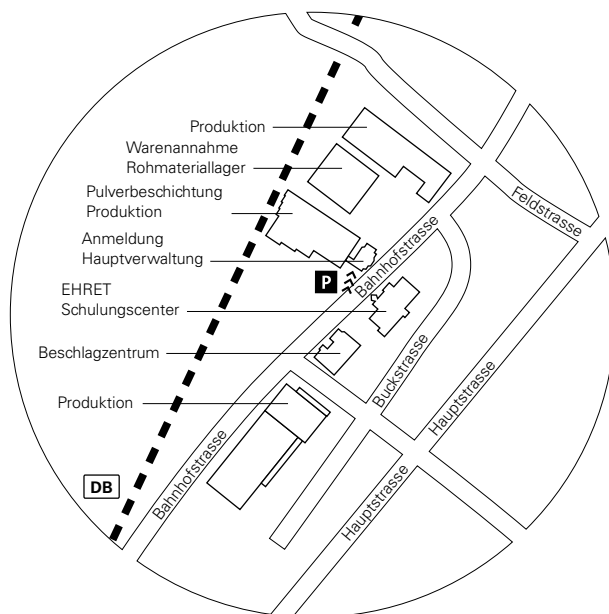 Produktion
Warenannahme
Rohmateriallager
Pulverbeschichtung
Produktion
Anmeldung
Hauptverwaltung
P
EHRET
Schulungscenter
Beschlagzentrum
Produktion
DB
Feldstrasse
Bahnhofstrasse
Buckstrasse
Hauptstrasse
Bahnhofstrasse
Hauptstrasse